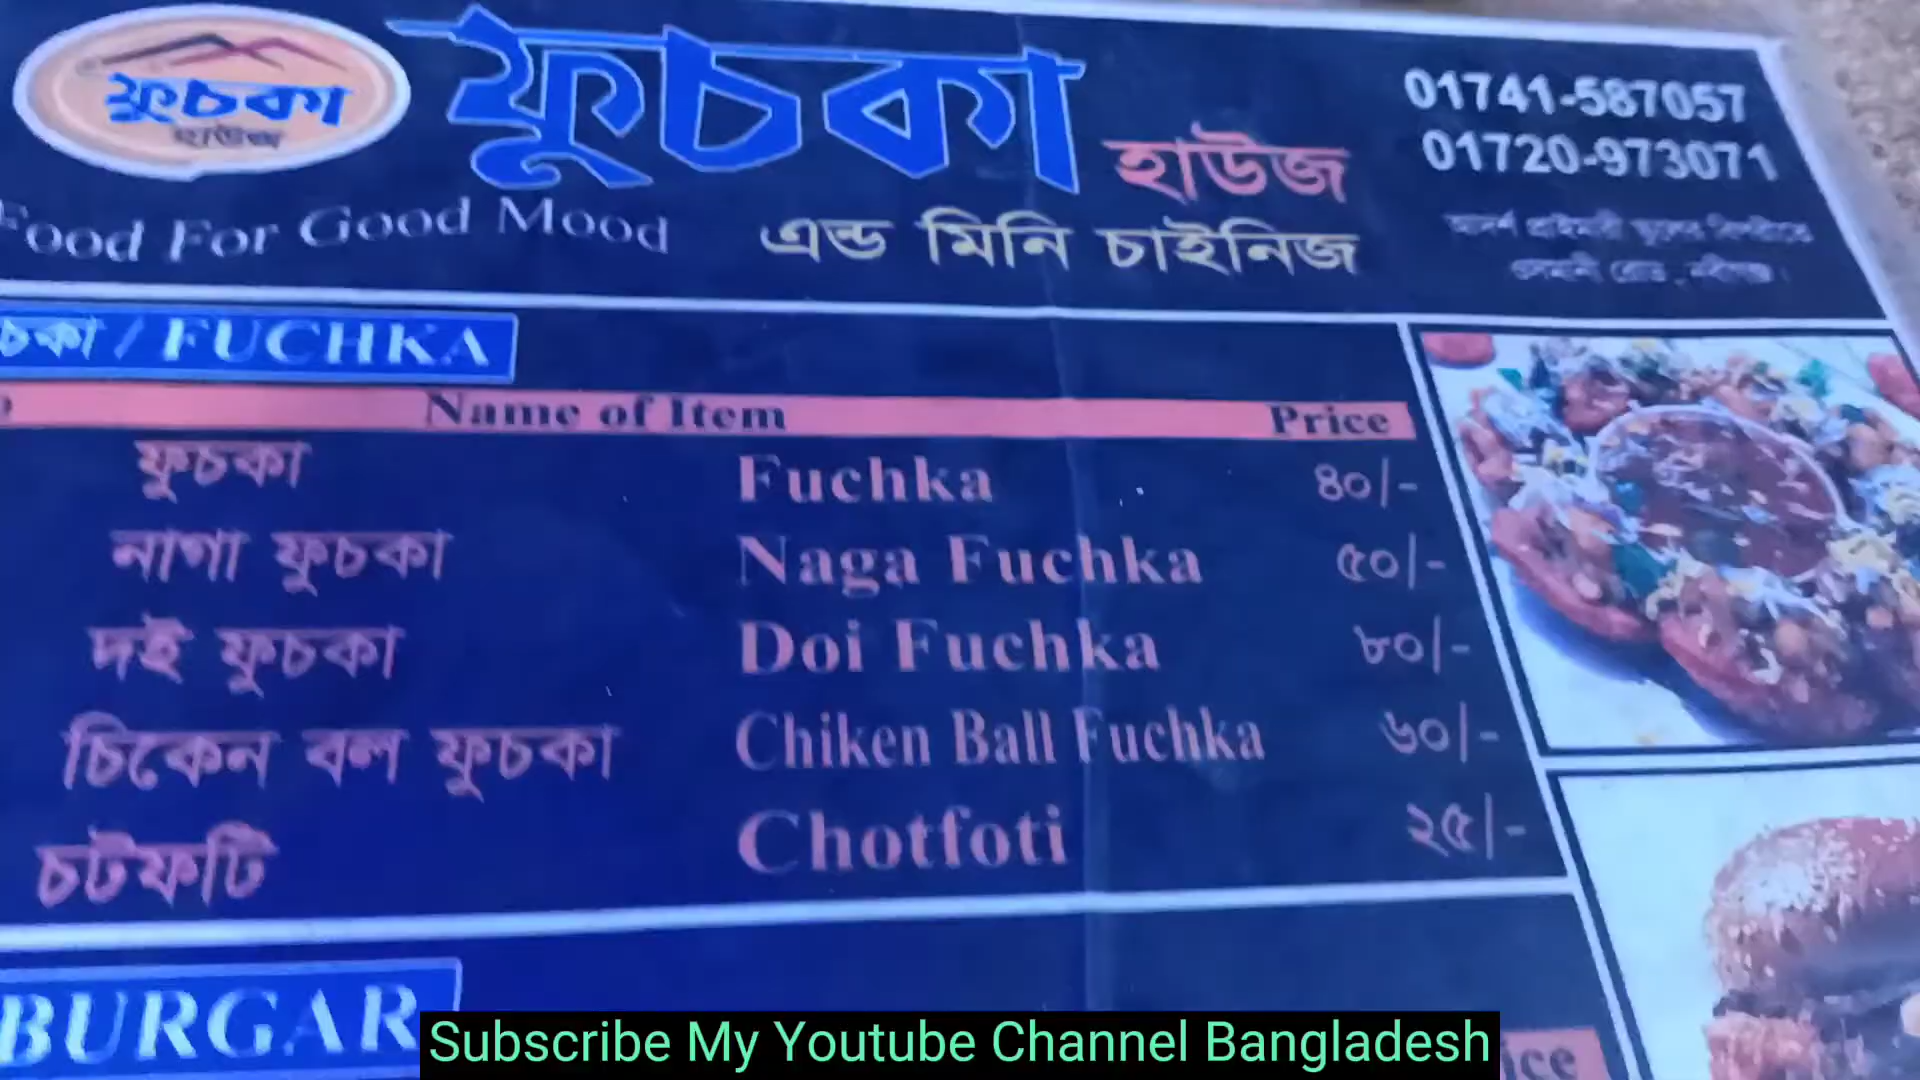 ফুচকা
হাউজ
ফুচকা হাউজ
এন্ড মিনি চাইনিজ
Food For Good Mood
01741-587057
01720-973071
চকা / FUCHKA
Name of Item Price
ফুচকা Fuchka ৪০/-
নাগা ফুচকা Naga Fuchka ৫০/-
দই ফুচকা Doi Fuchka ৮০/-
চিকেন বল ফুচকা Chiken Ball Fuchka ৬০/-
চটফটি Chotfoti ২৫/-
BURGAR
ice
Subscribe My Youtube Channel Bangladesh